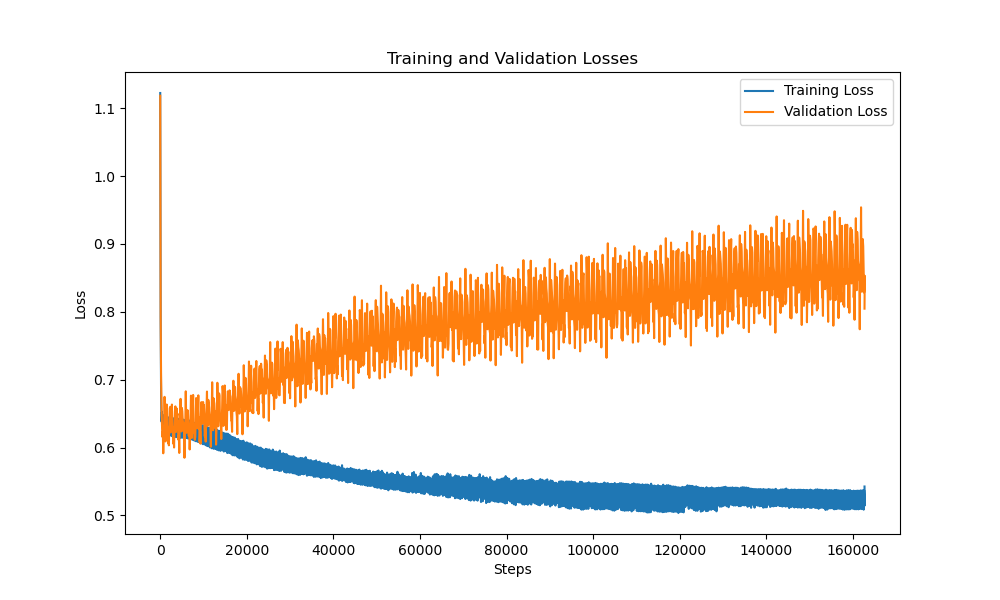 Training and Validation Losses
Training Loss
Validation Loss
1.1
1.0
0.9
0.8
0.7
0.6
0.5
Loss
0 20000 40000 60000 80000 100000 120000 140000 160000
Steps